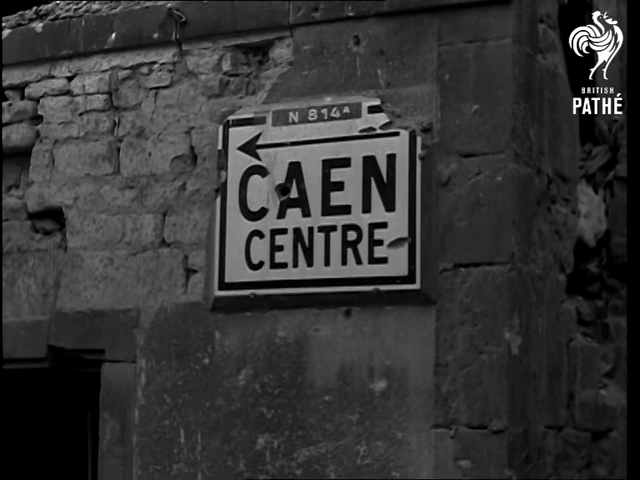 N 814ᴬ
CAEN
CENTRE
BRITISH
PATHÉ